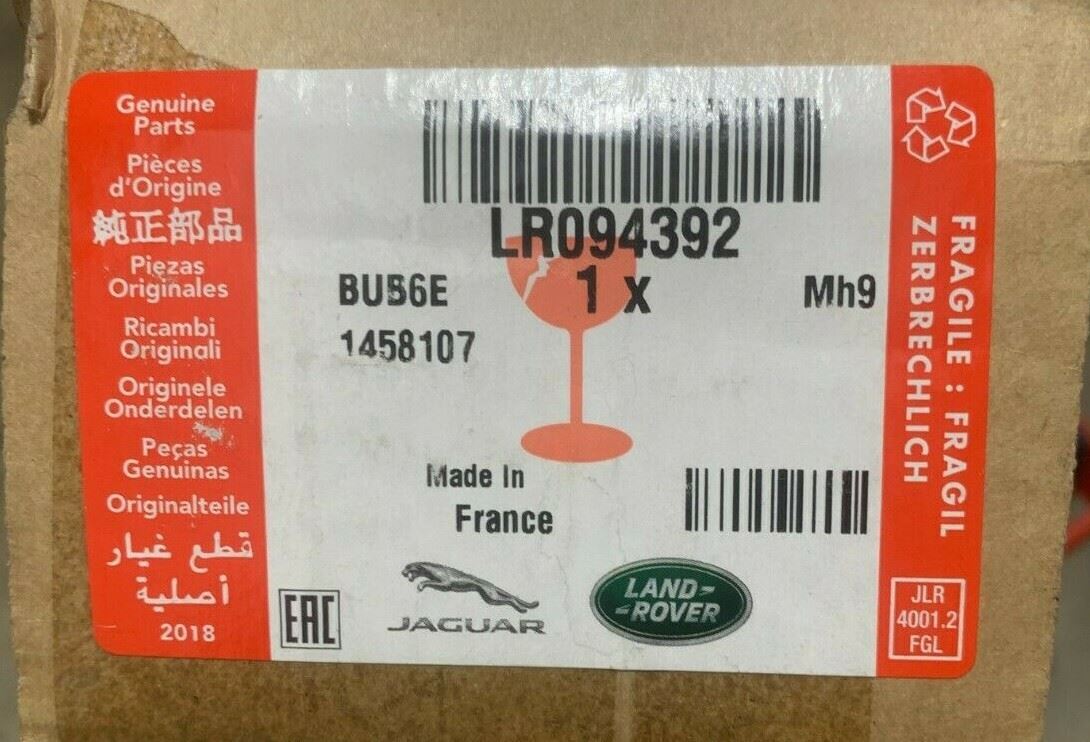 Genuine
Parts
Pièces
d'Origine
純正部品
Piezas
Originales
Ricambi
Originali
Originele
Onderdelen
Peças
Genuinas
Originalteile
قطع غيار
أصلية
2018
LR094392
1 x
BUB6E
Mh9
1458107
Made In
France
EAC
JAGUAR
LAND-
-ROVER
FRAGILE : FRAGIL
ZERBRECHLICH
JLR
4001.2
FGL